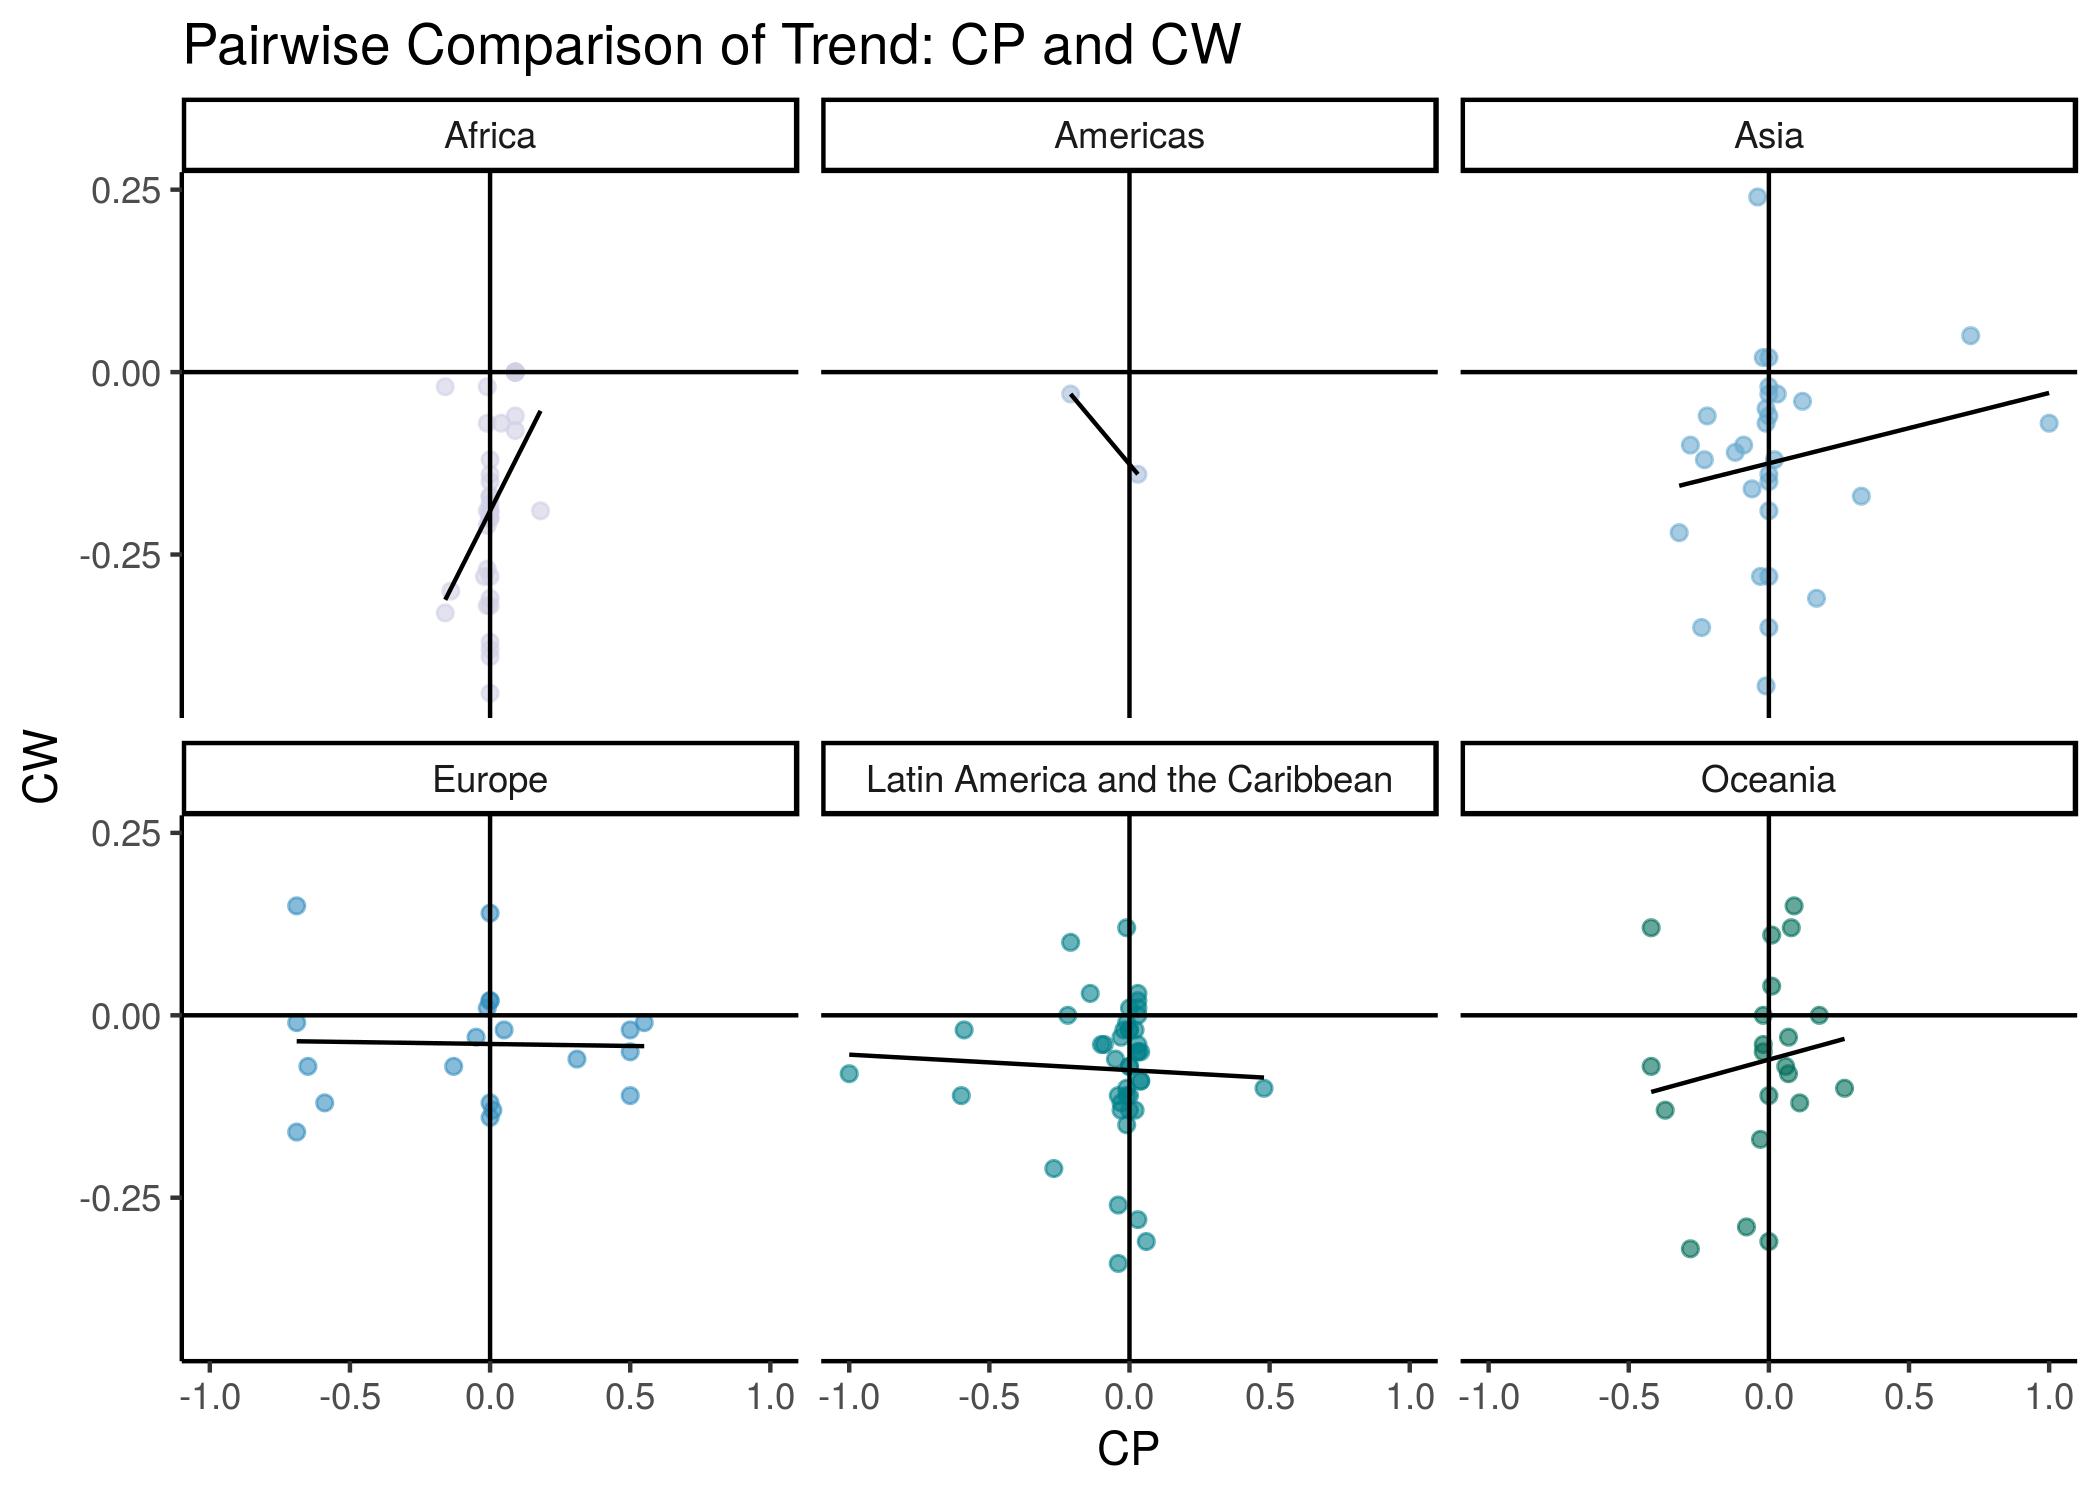 Pairwise Comparison of Trend: CP and CW
Africa
Americas
Asia
0.25
0.00
-0.25
CW
Europe
Latin America and the Caribbean
Oceania
0.25
0.00
-0.25
-1.0 -0.5 0.0 0.5 1.0 -1.0 -0.5 0.0 0.5 1.0 -1.0 -0.5 0.0 0.5 1.0
CP